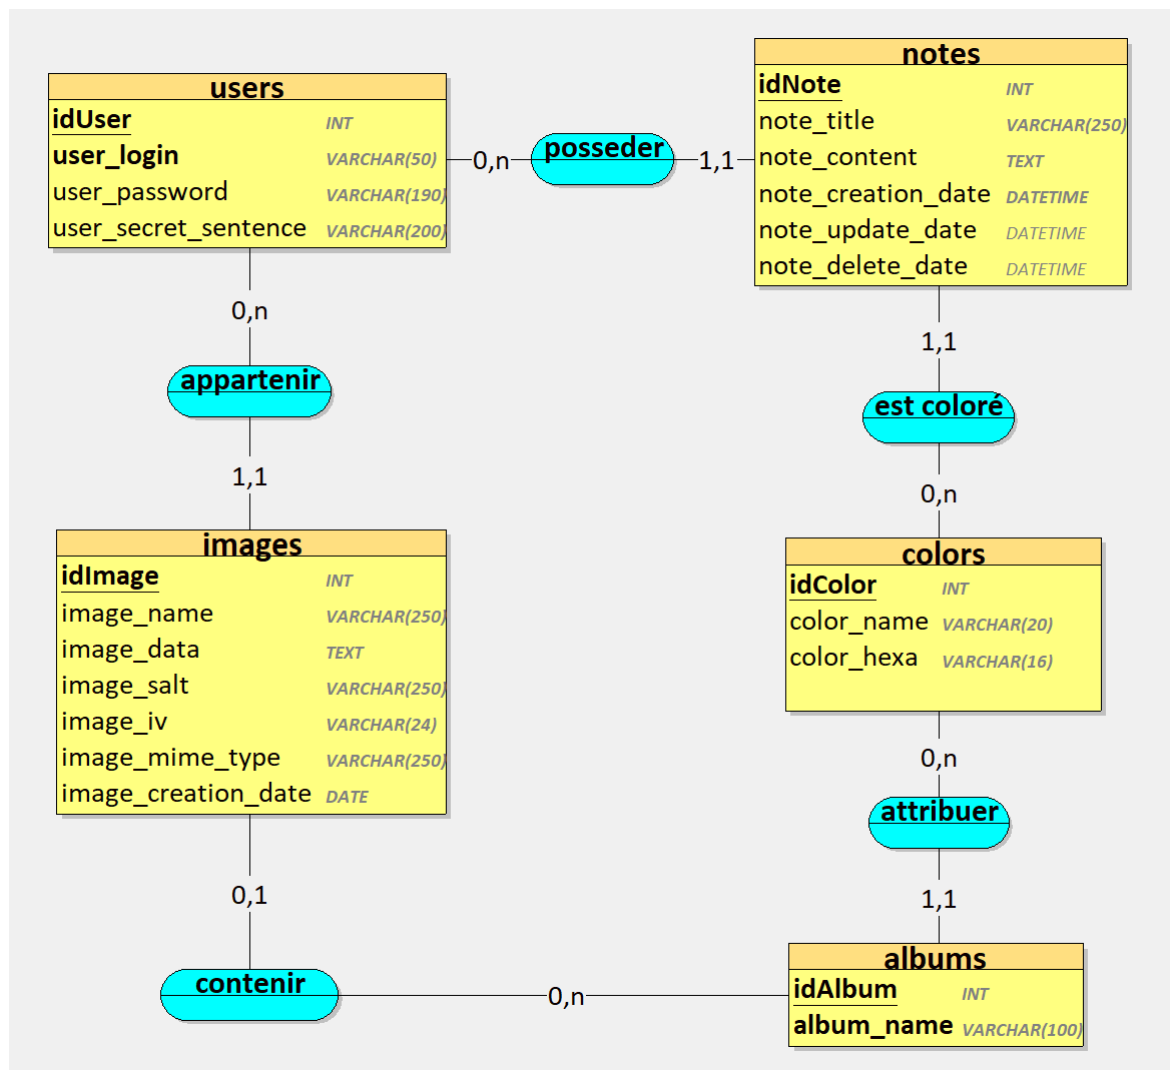 users
idUser INT
user_login VARCHAR(50)
user_password VARCHAR(190)
user_secret_sentence VARCHAR(200)
0,n
posseder
1,1
notes
idNote INT
note_title VARCHAR(250)
note_content TEXT
note_creation_date DATETIME
note_update_date DATETIME
note_delete_date DATETIME
0,n
appartenir
1,1
1,1
est coloré
0,n
images
idImage INT
image_name VARCHAR(250)
image_data TEXT
image_salt VARCHAR(250)
image_iv VARCHAR(24)
image_mime_type VARCHAR(250)
image_creation_date DATE
colors
idColor INT
color_name VARCHAR(20)
color_hexa VARCHAR(16)
0,n
attribuer
1,1
0,1
contenir
0,n
albums
idAlbum INT
album_name VARCHAR(100)